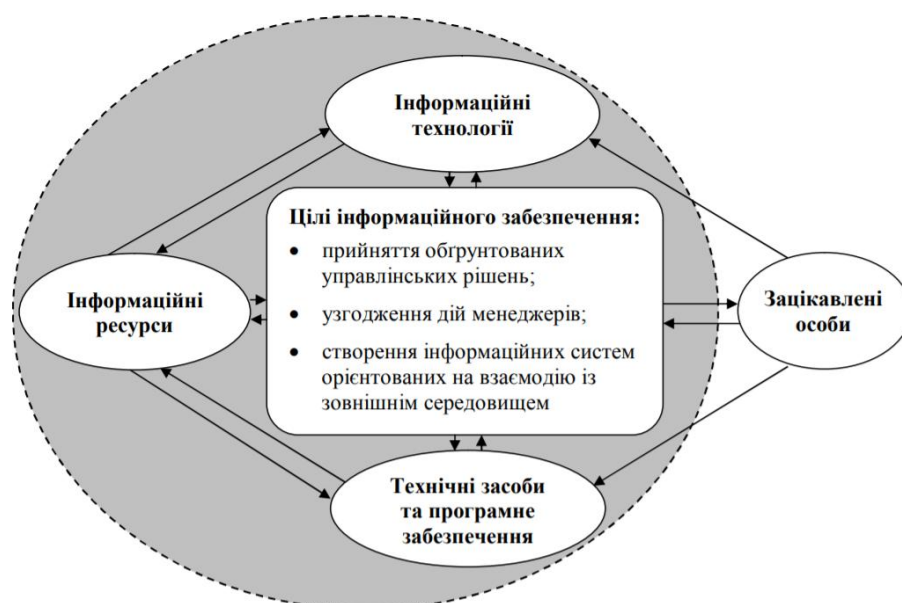 Інформаційні
технології
Цілі інформаційного забезпечення:
• прийняття обґрунтованих
управлінських рішень;
• узгодження дій менеджерів;
• створення інформаційних систем
орієнтованих на взаємодію із
зовнішнім середовищем
Інформаційні
ресурси
Зацікавлені
особи
Технічні засоби
та програмне
забезпечення